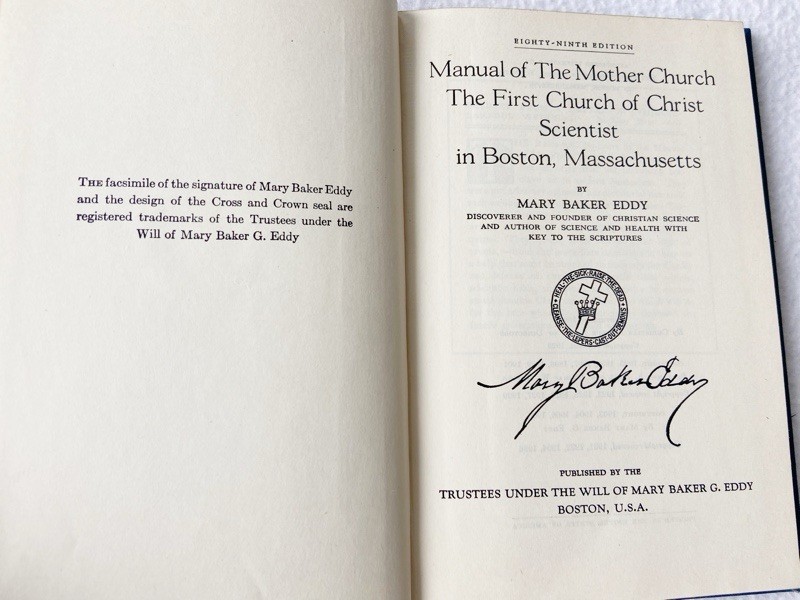 THE facsimile of the signature of Mary Baker Eddy
and the design of the Cross and Crown seal are
registered trademarks of the Trustees under the
Will of Mary Baker G. Eddy
EIGHTY-NINTH EDITION
Manual of The Mother Church
The First Church of Christ
Scientist
in Boston, Massachusetts
BY
MARY BAKER EDDY
DISCOVERER AND FOUNDER OF CHRISTIAN SCIENCE
AND AUTHOR OF SCIENCE AND HEALTH WITH
KEY TO THE SCRIPTURES
HEAL·THE·SICK·RAISE·THE·DEAD
CLEANSE·THE·LEPERS·CAST·OUT·DEMONS
Mary Baker Eddy
PUBLISHED BY THE
TRUSTEES UNDER THE WILL OF MARY BAKER G. EDDY
BOSTON, U.S.A.